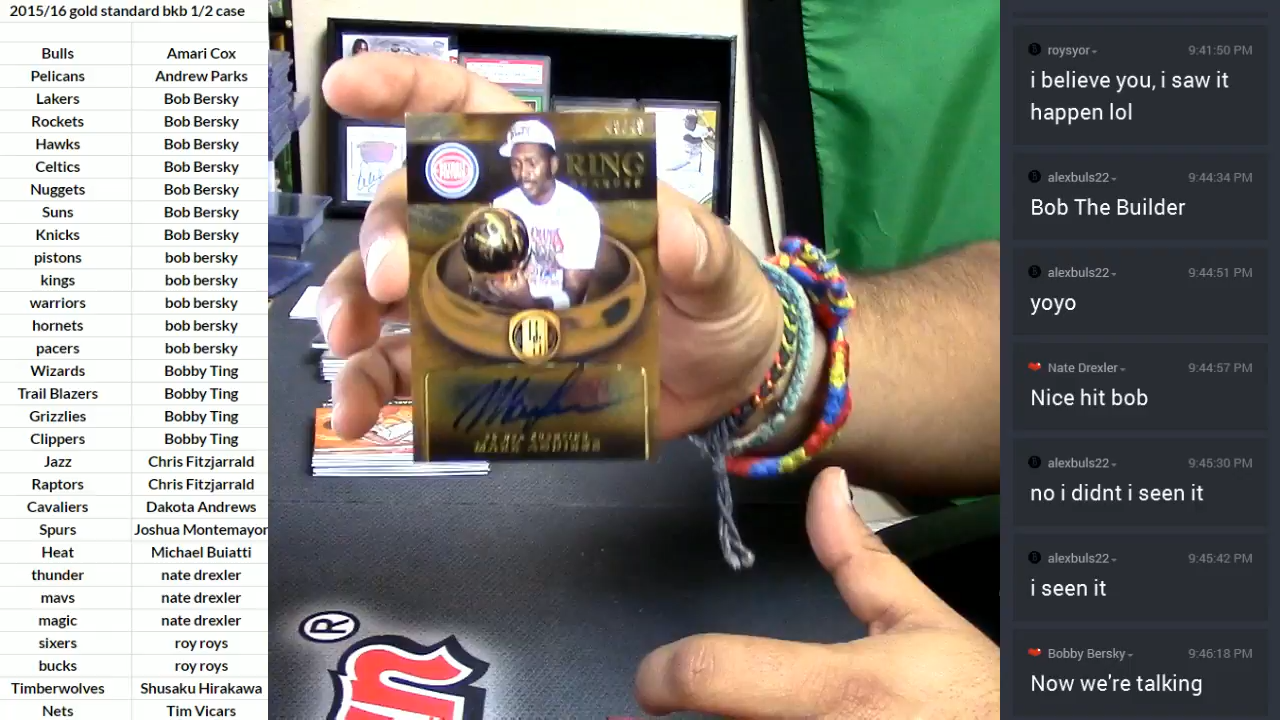 2015/16 gold standard bkb 1/2 case
Bulls Amari Cox
Pelicans Andrew Parks
Lakers Bob Bersky
Rockets Bob Bersky
Hawks Bob Bersky
Celtics Bob Bersky
Nuggets Bob Bersky
Suns Bob Bersky
Knicks Bob Bersky
pistons bob bersky
kings bob bersky
warriors bob bersky
hornets bob bersky
pacers bob bersky
Wizards Bobby Ting
Trail Blazers Bobby Ting
Grizzlies Bobby Ting
Clippers Bobby Ting
Jazz Chris Fitzjarrald
Raptors Chris Fitzjarrald
Cavaliers Dakota Andrews
Spurs Joshua Montemayor
Heat Michael Buiatti
thunder nate drexler
mavs nate drexler
magic nate drexler
sixers roy roys
bucks roy roys
Timberwolves Shusaku Hirakawa
Nets Tim Vicars
PISTONS
RING
MARK AGUIRRE
®
roysyor 9:41:50 PM
i believe you, i saw it
happen lol
alexbuls22 9:44:34 PM
Bob The Builder
alexbuls22 9:44:51 PM
yoyo
Nate Drexler 9:44:57 PM
Nice hit bob
alexbuls22 9:45:30 PM
no i didnt i seen it
alexbuls22 9:45:42 PM
i seen it
Bobby Bersky 9:46:18 PM
Now we're talking